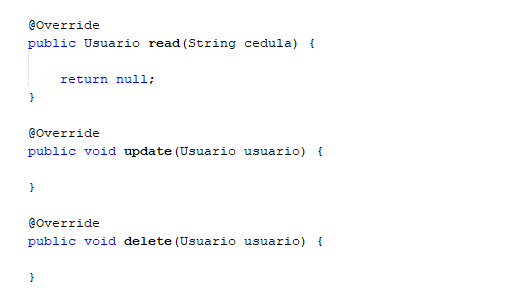 @Override
public Usuario read(String cedula) {
return null;
}
@Override
public void update(Usuario usuario) {
}
@Override
public void delete(Usuario usuario) {
}